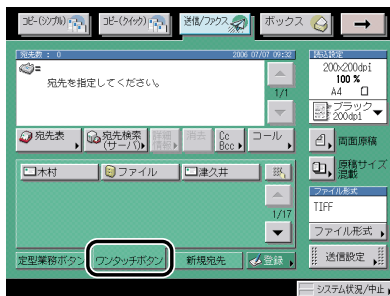 コピー(シンプル)
コピー(クイック)
送信/ファクス
ボックス
宛先数 : 0
2006 07/07 09:32
宛先を指定してください。
1/1
読込設定
200×200dpi
100 %
A4
ブラック
200dpi
宛先表
宛先検索
(サーバ)
詳細
情報
消去
Cc
Bcc
コール
両面原稿
原稿サイズ
混載
木村
ファイル
津久井
1/17
ファイル形式
TIFF
ファイル形式
定型業務ボタン
ワンタッチボタン
新規宛先
登録
送信設定
システム状況/中止